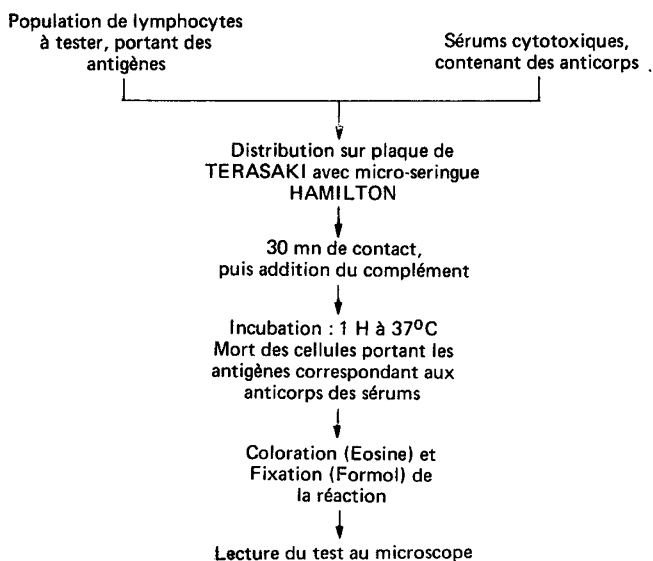 Population de lymphocytes
à tester, portant des
antigènes
Sérums cytotoxiques,
contenant des anticorps
Distribution sur plaque de
TERASAKI avec micro-seringue
HAMILTON
30 mn de contact,
puis addition du complément
Incubation : 1 H à 37ºC
Mort des cellules portant les
antigènes correspondant aux
anticorps des sérums
Coloration (Eosine) et
Fixation (Formol) de
la réaction
Lecture du test au microscope